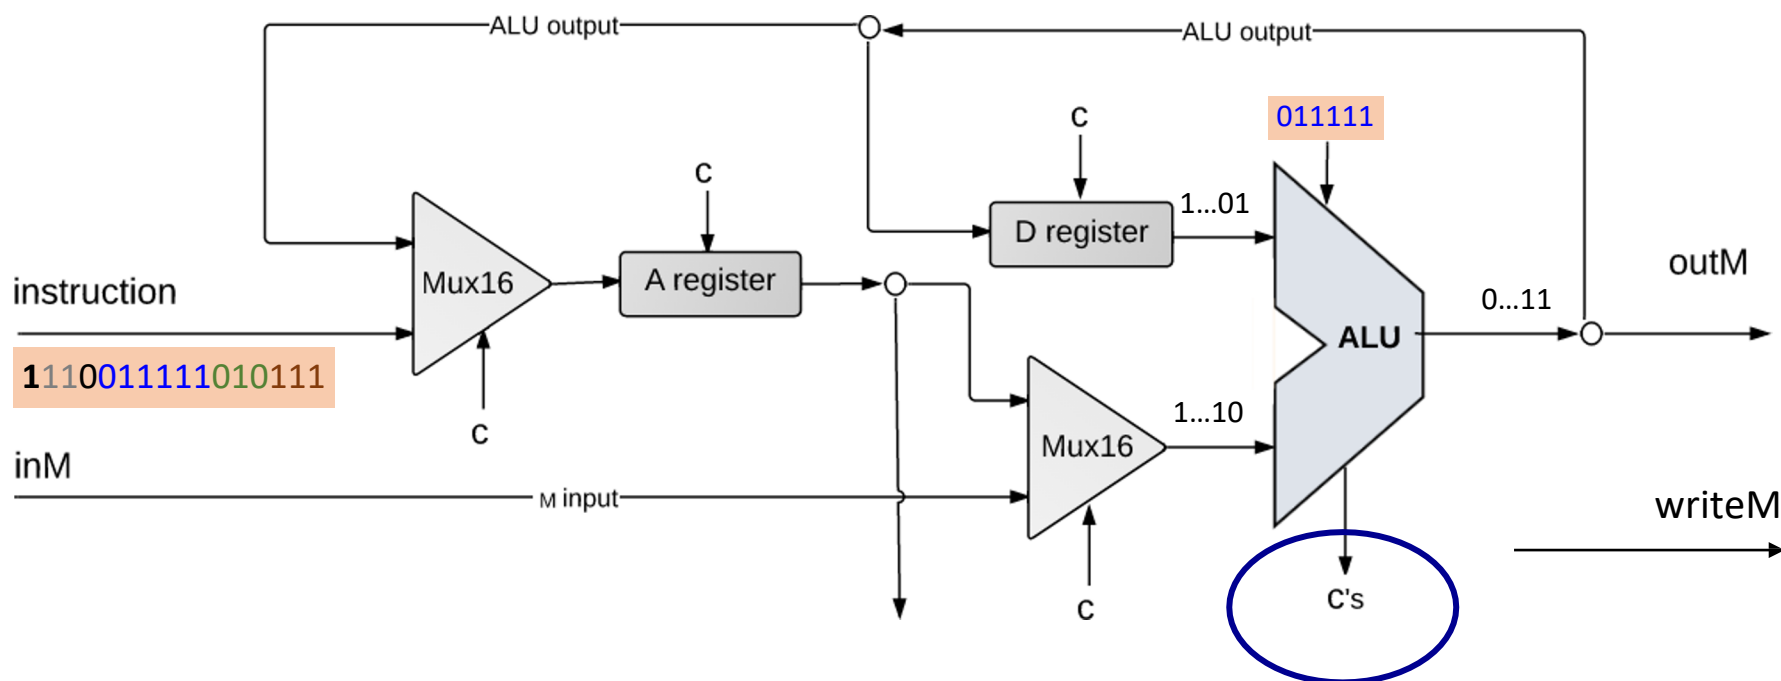 ALU output
ALU output
011111
c
c
1...01
D register
outM
Mux16
A register
instruction
0...11
ALU
1110011111010111
1...10
c
Mux16
inM
M input
writeM
c
c's